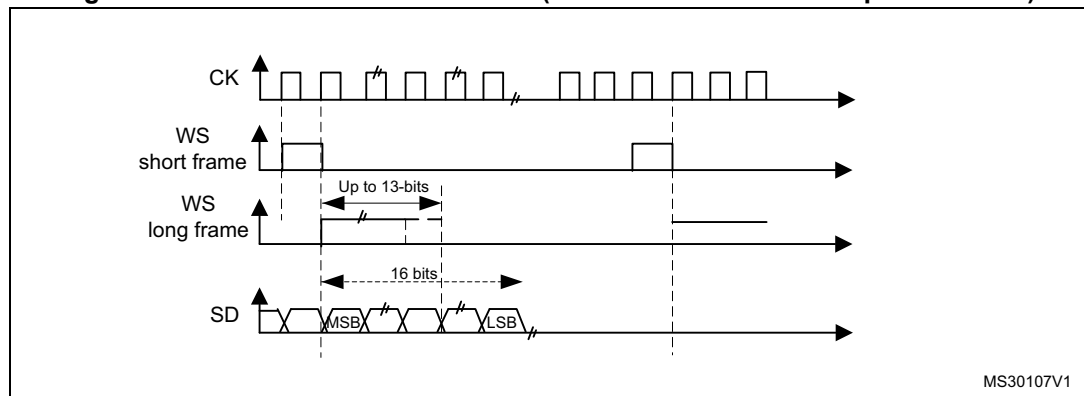 CK
WS
short frame
Up to 13-bits
WS
long frame
16 bits
SD
MSB
LSB
MS30107V1